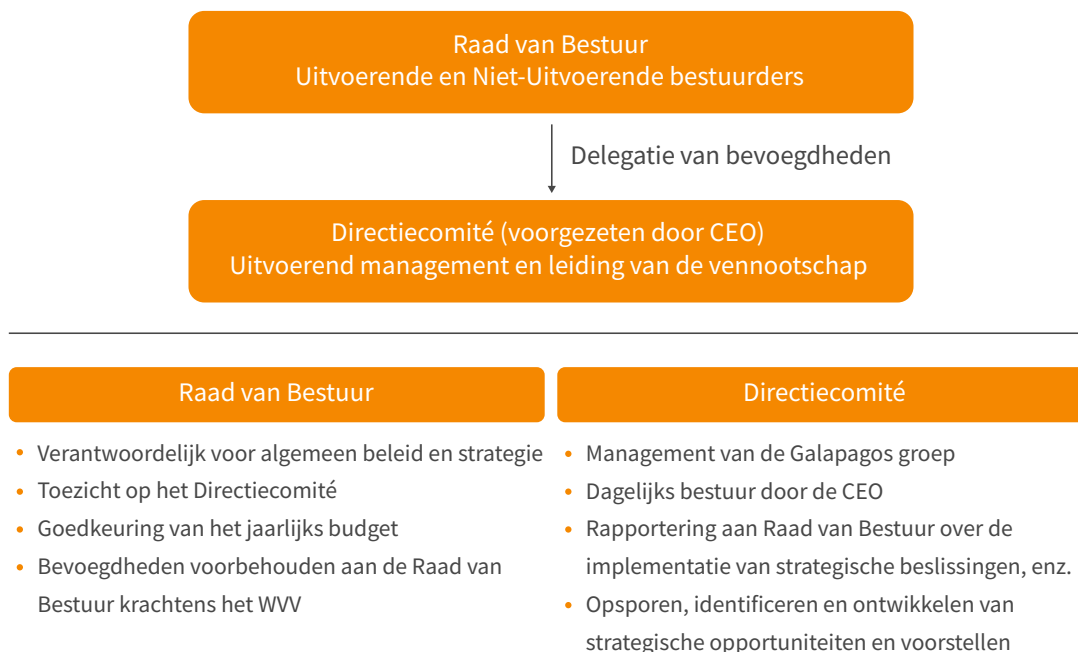 Raad van Bestuur
Uitvoerende en Niet-Uitvoerende bestuurders
Delegatie van bevoegdheden
Directiecomité (voorgezeten door CEO)
Uitvoerend management en leiding van de vennootschap
Raad van Bestuur
• Verantwoordelijk voor algemeen beleid en strategie
• Toezicht op het Directiecomité
• Goedkeuring van het jaarlijks budget
• Bevoegdheden voorbehouden aan de Raad van
Bestuur krachtens het WVV
Directiecomité
• Management van de Galapagos groep
• Dagelijks bestuur door de CEO
• Rapportering aan Raad van Bestuur over de
implementatie van strategische beslissingen, enz.
• Opsporen, identificeren en ontwikkelen van
strategische opportuniteiten en voorstellen